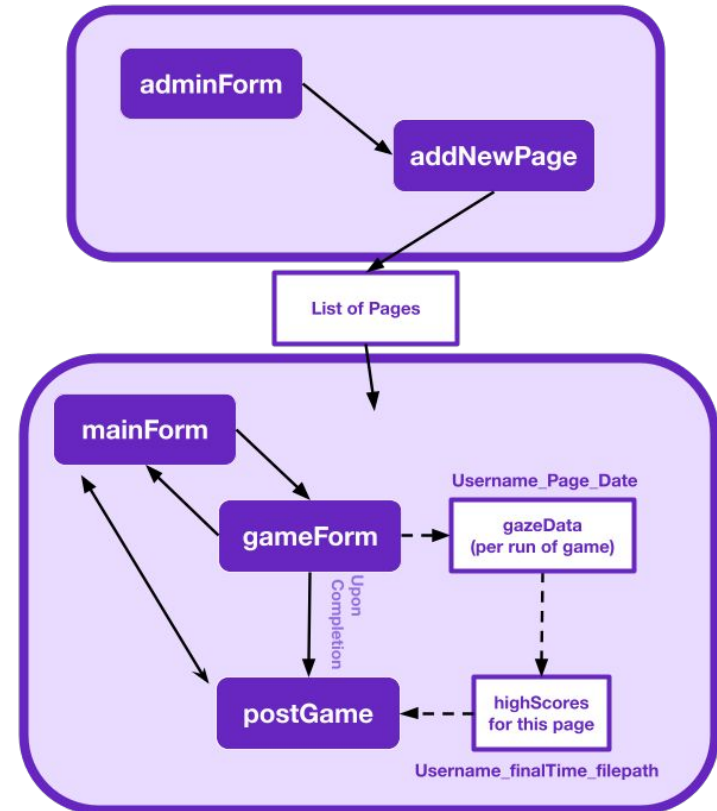 adminForm
addNewPage
List of Pages
mainForm
Username_Page_Date
gameForm
gazeData
(per run of game)
Upon
Completion
postGame
highScores
for this page
Username_finalTime_filepath